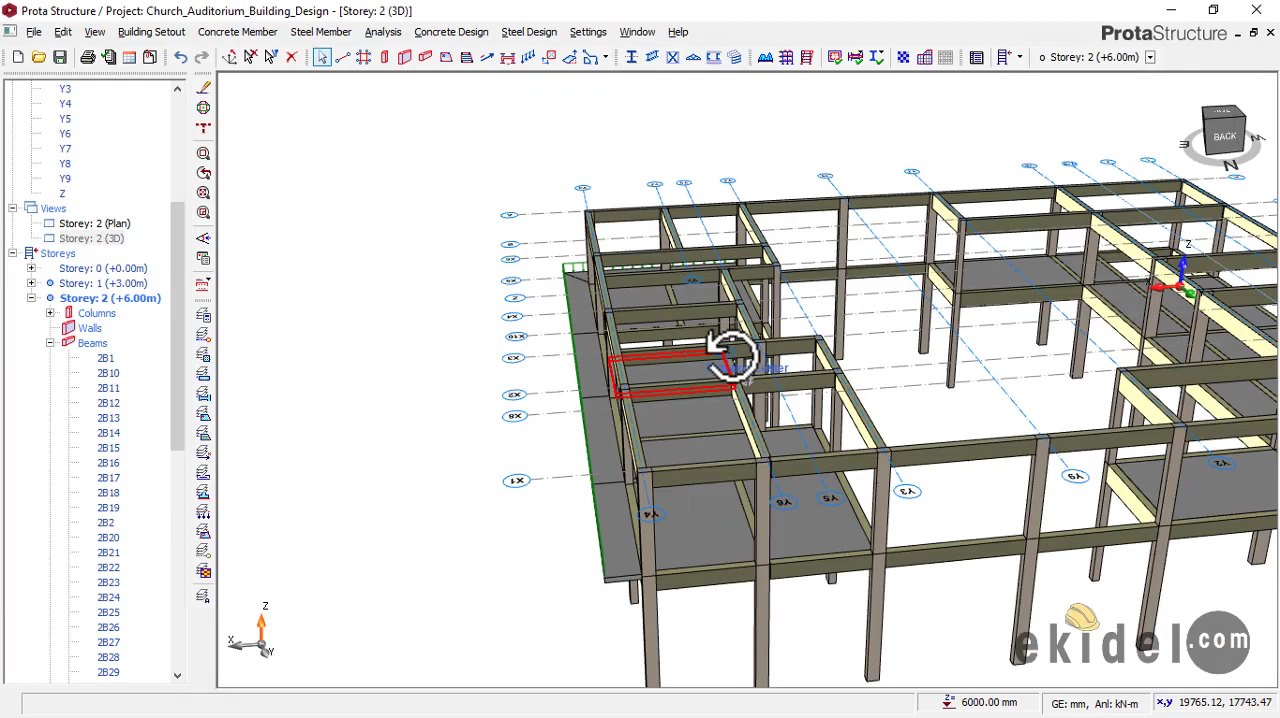 Prota Structure / Project: Church_Auditorium_Building_Design - [Storey: 2 (3D)]
File Edit View Building Setout Concrete Member Steel Member Analysis Concrete Design Steel Design Settings Window Help
ProtaStructure
Storey: 2 (+6.00m)
Y3
Y4
Y5
Y6
Y7
Y8
Y9
Z
Views
Storey: 2 (Plan)
Storey: 2 (3D)
Storeys
Storey: 0 (+0.00m)
Storey: 1 (+3.00m)
Storey: 2 (+6.00m)
Columns
Walls
Beams
2B1
2B10
2B11
2B12
2B13
2B14
2B15
2B16
2B17
2B18
2B19
2B2
2B20
2B21
2B22
2B23
2B24
2B25
2B26
2B27
2B28
2B29
BACK
N
Z
X1
Y4
Y6
Y5
Y3
Y9
Y2
Z
X
Y
ekidel.com
Z=
6000.00 mm
GE: mm, Anl: kN-m
x,y
19765.12, 17743.47